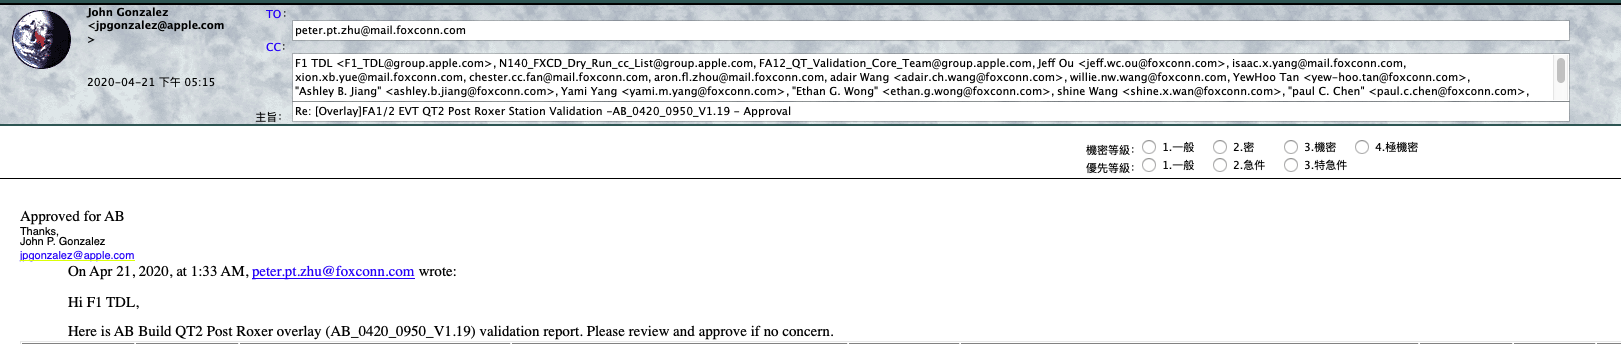 John Gonzalez
<jpgonzalez@apple.com
>
2020-04-21 下午 05:15
TO:
peter.pt.zhu@mail.foxconn.com
CC:
F1 TDL <F1_TDL@group.apple.com>, N140_FXCD_Dry_Run_cc_List@group.apple.com, FA12_QT_Validation_Core_Team@group.apple.com, Jeff Ou <jeff.wc.ou@foxconn.com>, isaac.x.yang@mail.foxconn.com,
xion.xb.yue@mail.foxconn.com, chester.cc.fan@mail.foxconn.com, aron.fl.zhou@mail.foxconn.com, adair Wang <adair.ch.wang@foxconn.com>, willie.nw.wang@foxconn.com, YewHoo Tan <yew-hoo.tan@foxconn.com>,
"Ashley B. Jiang" <ashley.b.jiang@foxconn.com>, Yami Yang <yami.m.yang@foxconn.com>, "Ethan G. Wong" <ethan.g.wong@foxconn.com>, shine Wang <shine.x.wan@foxconn.com>, "paul C. Chen" <paul.c.chen@foxconn.com>,
主旨:
Re: [Overlay]FA1/2 EVT QT2 Post Roxer Station Validation -AB_0420_0950_V1.19 - Approval
機密等級: 1.一般 2.密 3.機密 4.極機密
優先等級: 1.一般 2.急件 3.特急件
Approved for AB
Thanks,
John P. Gonzalez
jpgonzalez@apple.com
On Apr 21, 2020, at 1:33 AM, peter.pt.zhu@foxconn.com wrote:
Hi F1 TDL,
Here is AB Build QT2 Post Roxer overlay (AB_0420_0950_V1.19) validation report. Please review and approve if no concern.